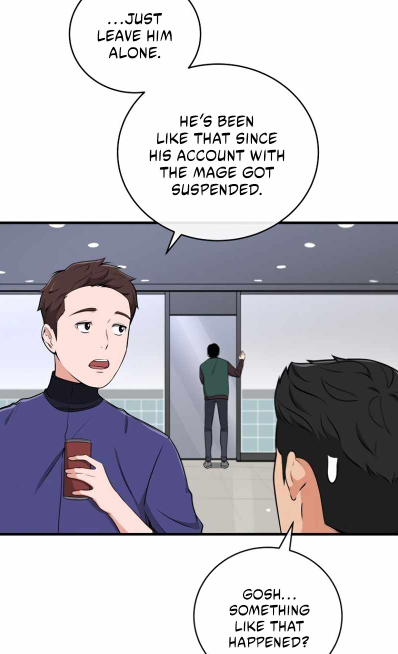 ...JUST
LEAVE HIM
ALONE.
HE'S BEEN
LIKE THAT SINCE
HIS ACCOUNT WITH
THE MAGE GOT
SUSPENDED.
GOSH...
SOMETHING
LIKE THAT
HAPPENED?